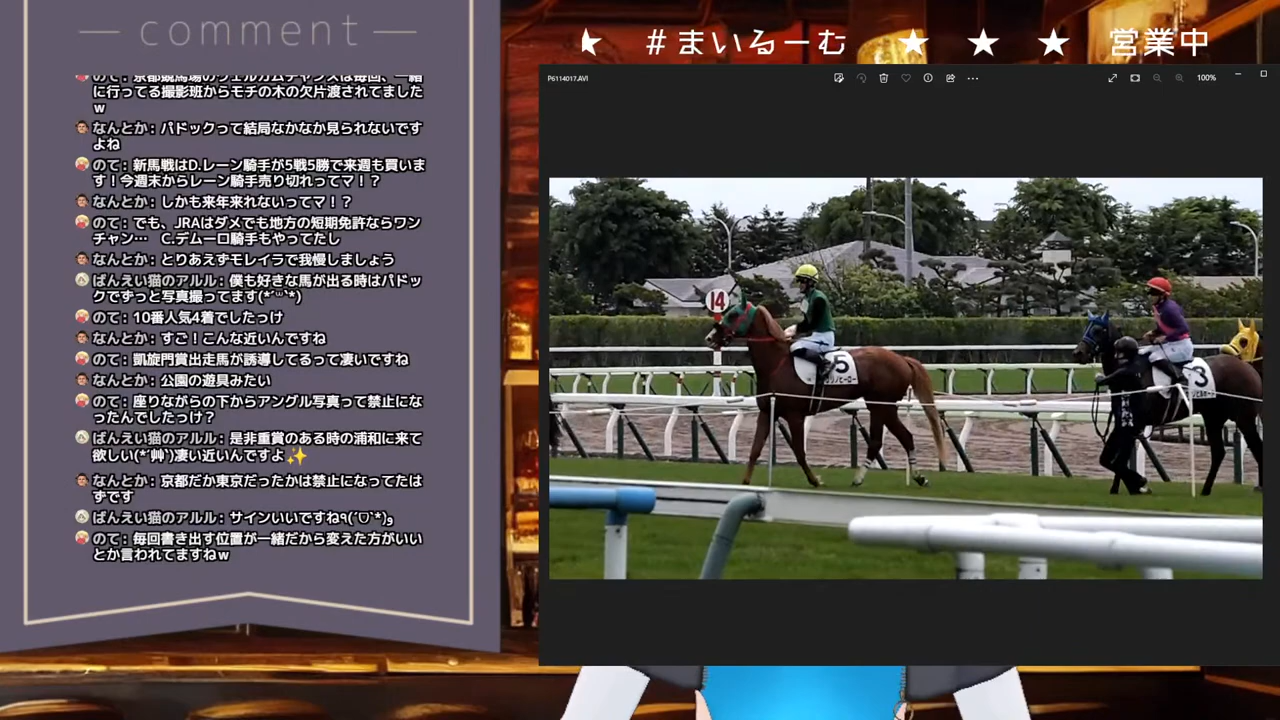 comment
★ #まいるーむ ★ ★ ★ 営業中
のて: 京都競馬場のウェルカムチャンスは毎回、一緒
に行ってる撮影班からモチの木の欠片渡されてました
w
なんとか: パドックって結局なかなか見られないです
よね
のて: 新馬戦はD.レーン騎手が5戦5勝で来週も買いま
す！今週末からレーン騎手売り切れってマ！？
なんとか: しかも来年来れないってマ！？
のて: でも、JRAはダメでも地方の短期免許ならワン
チャン… C.デムーロ騎手もやってたし
なんとか: とりあえずモレイラで我慢しましょう
ばんえい猫のアルル: 僕も好きな馬が出る時はパドッ
クでずっと写真撮ってます(*´꒳`*)
のて: 10番人気4着でしたっけ
なんとか: すご！こんな近いんですね
のて: 凱旋門賞出走馬が誘導してるって凄いですね
なんとか: 公園の遊具みたい
のて: 座りながらの下からアングル写真って禁止にな
ったんでしたっけ？
ばんえい猫のアルル: 是非重賞のある時の浦和に来て
欲しい(*´艸`)凄い近いんですよ✨
なんとか: 京都だか東京だったかは禁止になってたは
ずです
ばんえい猫のアルル: サインいいですね٩(ˊᗜˋ*)و
のて: 毎回書き出す位置が一緒だから変えた方がいい
とか言われてますねw
P6114017.AVI
100%
14
5
3